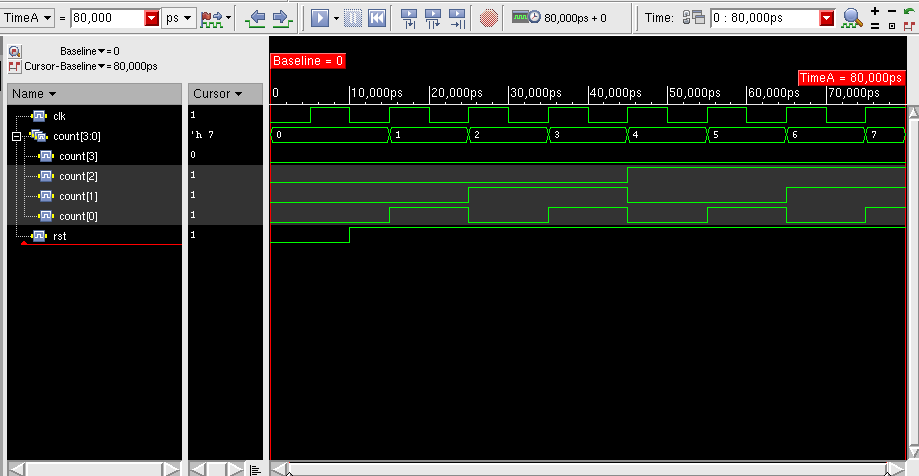 TimeA = 80,000 ps 80,000ps + 0 Time: 0 : 80,000ps
Baseline = 0
Cursor-Baseline = 80,000ps
Baseline = 0
TimeA = 80,000ps
Name Cursor 0 10,000ps 20,000ps 30,000ps 40,000ps 50,000ps 60,000ps 70,000ps
clk 1
count[3:0] 'h 7 0 1 2 3 4 5 6 7
count[3] 0
count[2] 1
count[1] 1
count[0] 1
rst 1